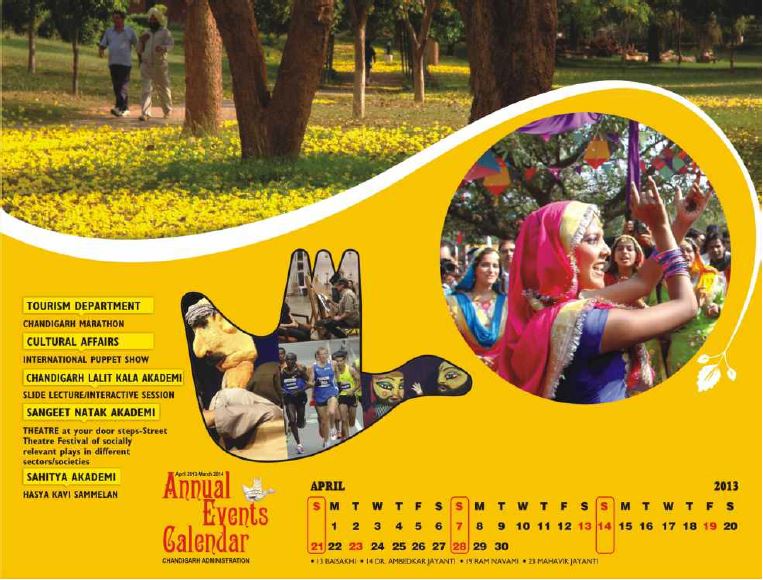 TOURISM DEPARTMENT
CHANDIGARH MARATHON
CULTURAL AFFAIRS
INTERNATIONAL PUPPET SHOW
CHANDIGARH LALIT KALA AKADEMI
SLIDE LECTURE/INTERACTIVE SESSION
SANGEET NATAK AKADEMI
THEATRE at your door steps-Street
Theatre Festival of socially
relevant plays in different
sectors/societies
SAHITYA AKADEMI
HASYA KAVI SAMMELAN
April 2013-March 2014
Annual
Events
Calendar
CHANDIGARH ADMINISTRATION
APRIL 2013
S M T W T F S S M T W T F S S M T W T F S
1 2 3 4 5 6 7 8 9 10 11 12 13 14 15 16 17 18 19 20
21 22 23 24 25 26 27 28 29 30
• 13 BAISAKHI • 14 DR. AMBEDKAR JAYANTI • 19 RAM NAVAMI • 23 MAHAVIR JAYANTI